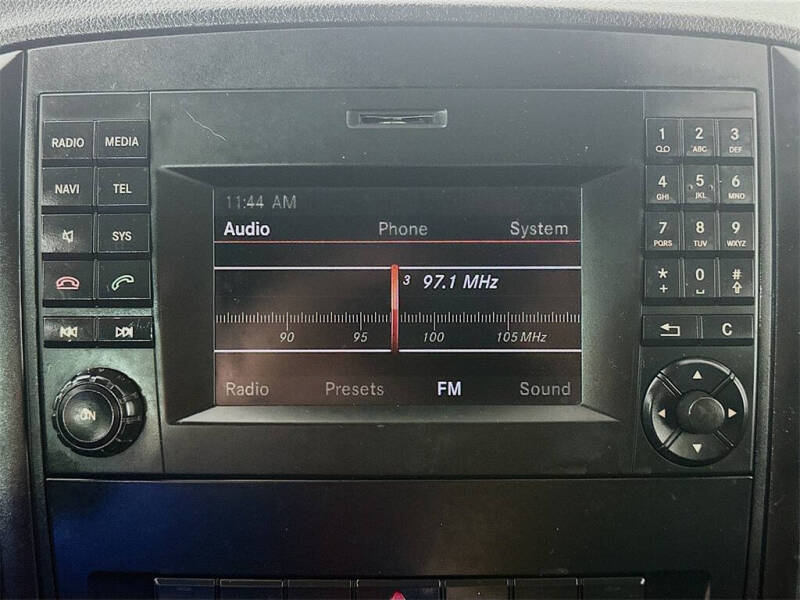 RADIO MEDIA
NAVI TEL
SYS
ON
11:44 AM
Audio Phone System
3 97.1 MHz
90 95 100 105 MHz
Radio Presets FM Sound
1 2 3
ABC DEF
4 5 6
GHI JKL MNO
7 8 9
PQRS TUV WXYZ
* 0 #
+
C